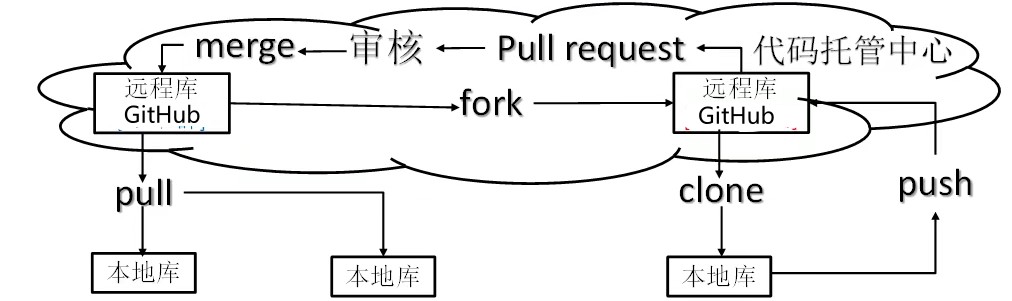 merge 审核 Pull request 代码托管中心
远程库
GitHub
fork
远程库
GitHub
pull
clone
push
本地库
本地库
本地库